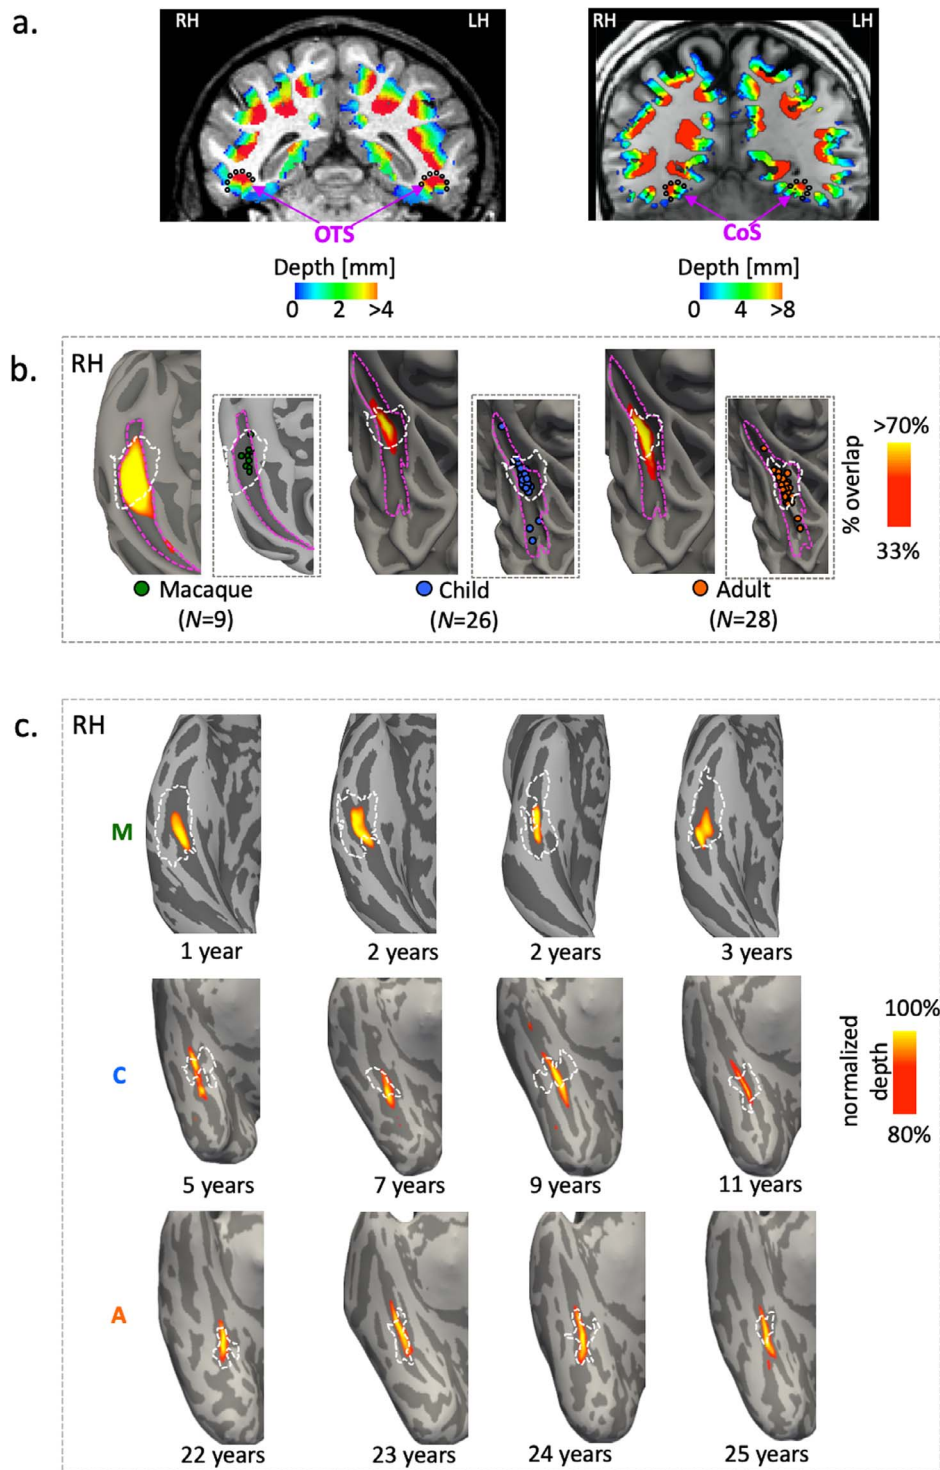 a.
RH LH
RH LH
OTS
CoS
Depth [mm]
0 2 >4
Depth [mm]
0 4 >8
b.
RH
Macaque
(N=9)
Child
(N=26)
Adult
(N=28)
>70%
% overlap
33%
c.
RH
M
1 year
2 years
2 years
3 years
C
5 years
7 years
9 years
11 years
100%
normalized
depth
80%
A
22 years
23 years
24 years
25 years